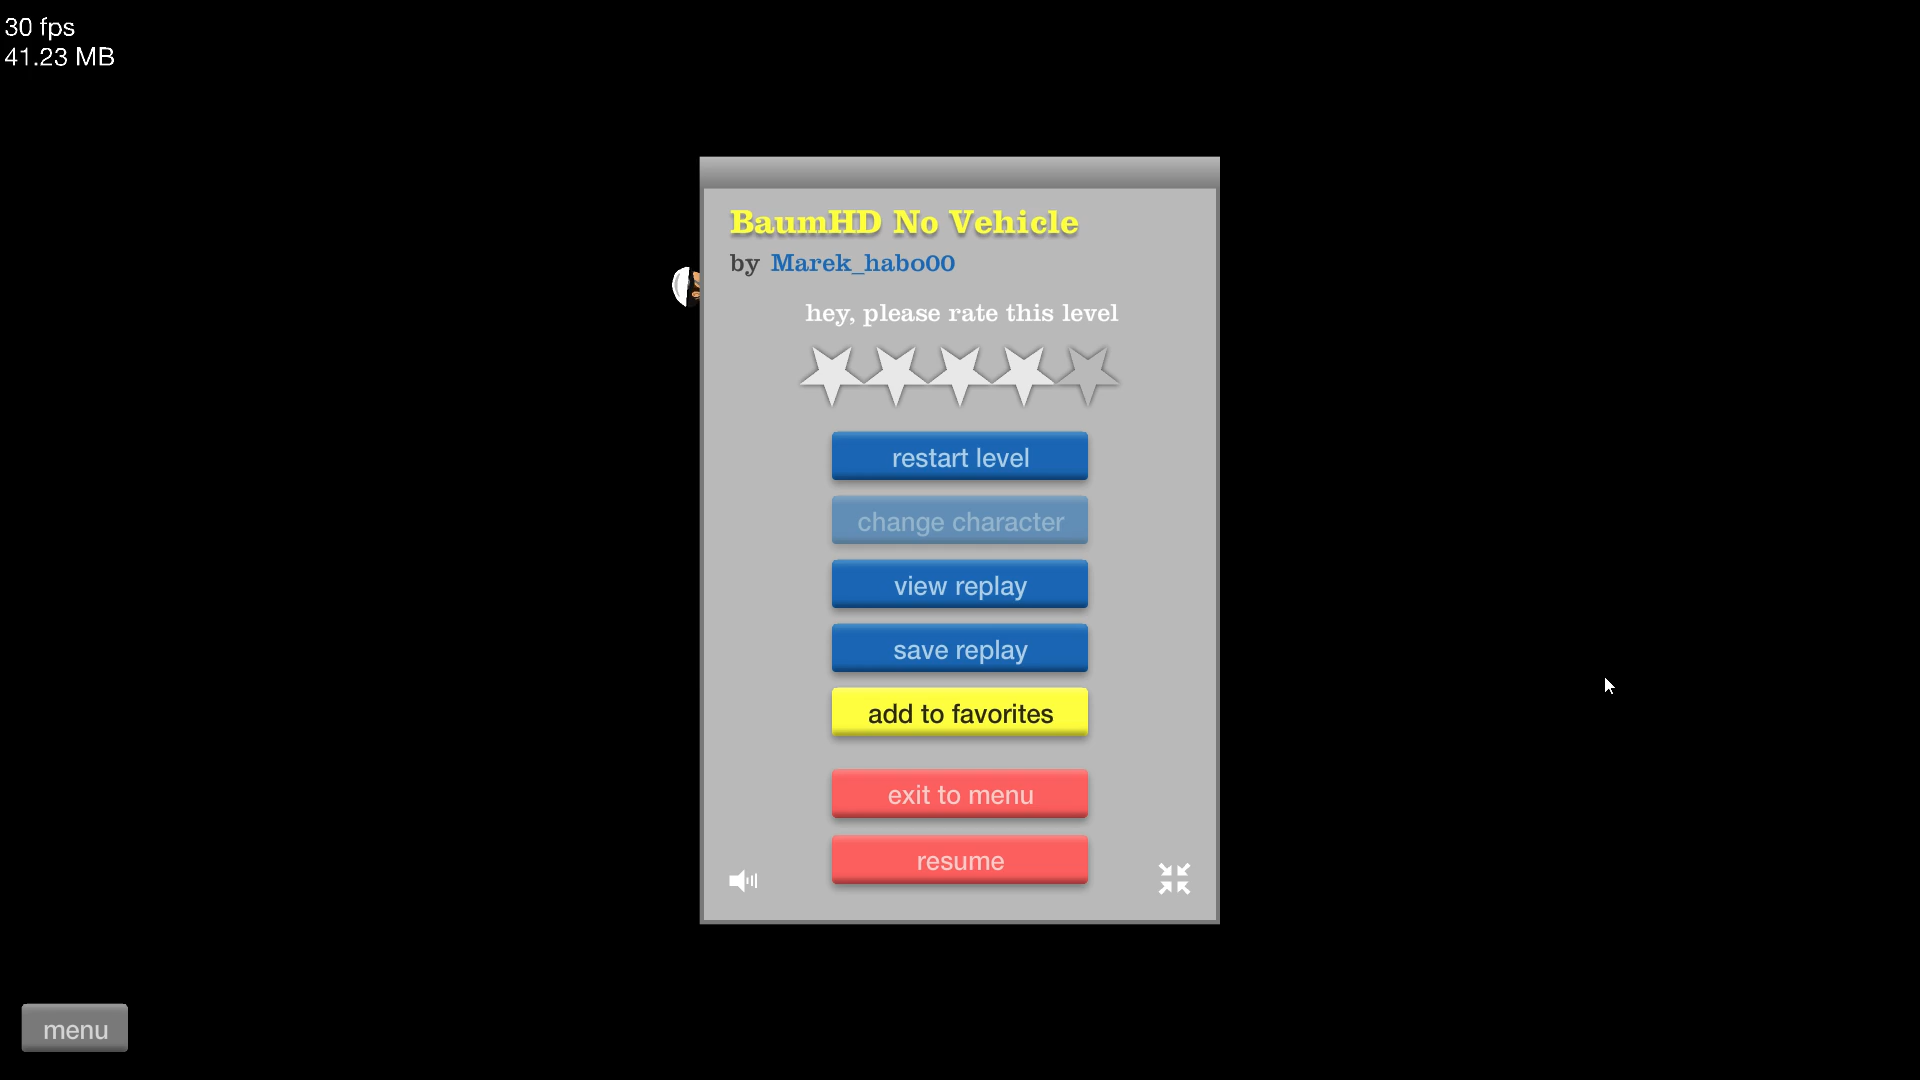 30 fps
41.23 MB
BaumHD No Vehicle
by Marek_habo00
hey, please rate this level
restart level
change character
view replay
save replay
add to favorites
exit to menu
resume
menu